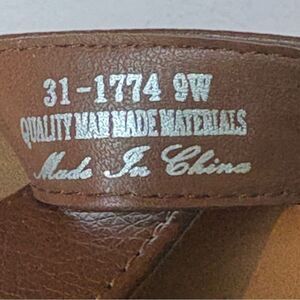 31-1774 9W
QUALITY MAN MADE MATERIALS
Made In China